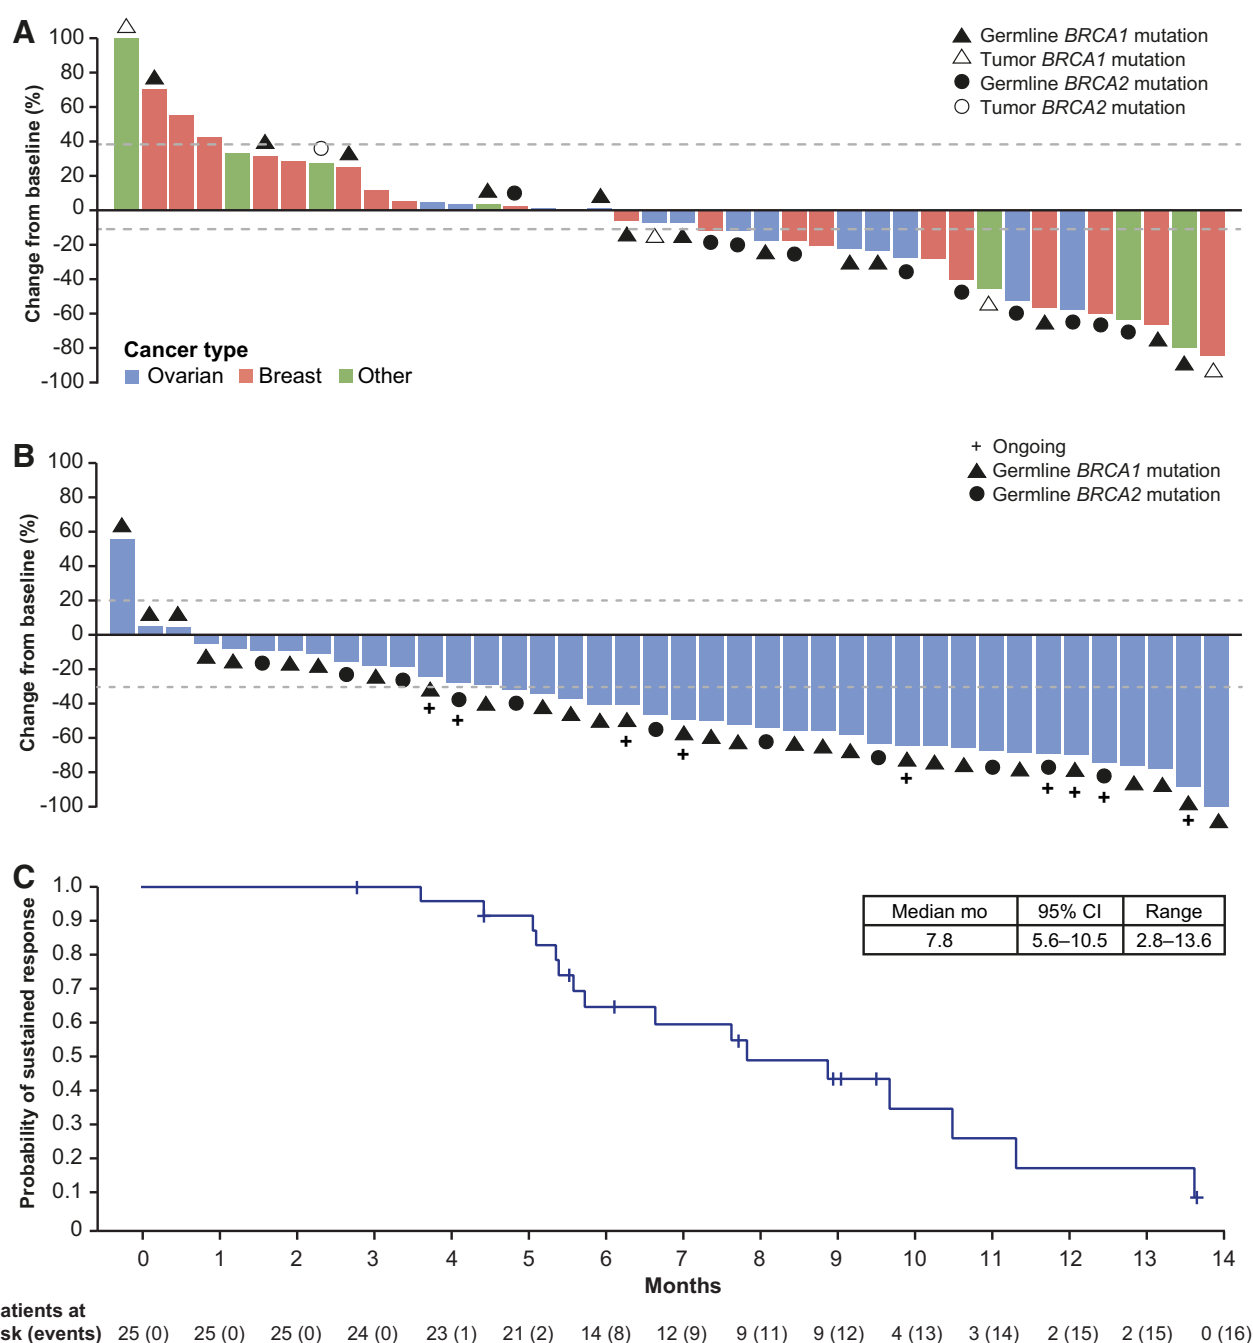 A
100
80
60
40
20
0
-20
-40
-60
-80
-100
Change from baseline (%)
Germline BRCA1 mutation
Tumor BRCA1 mutation
Germline BRCA2 mutation
Tumor BRCA2 mutation
Cancer type
Ovarian Breast Other
B
100
80
60
40
20
0
-20
-40
-60
-80
-100
Change from baseline (%)
+ Ongoing
Germline BRCA1 mutation
Germline BRCA2 mutation
C
1.0
0.9
0.8
0.7
0.6
0.5
0.4
0.3
0.2
0.1
0
Probability of sustained response
Median mo 95% CI Range
7.8 5.6–10.5 2.8–13.6
0 1 2 3 4 5 6 7 8 9 10 11 12 13 14
Months
atients at
sk (events) 25 (0) 25 (0) 25 (0) 24 (0) 23 (1) 21 (2) 14 (8) 12 (9) 9 (11) 9 (12) 4 (13) 3 (14) 2 (15) 2 (15) 0 (16)